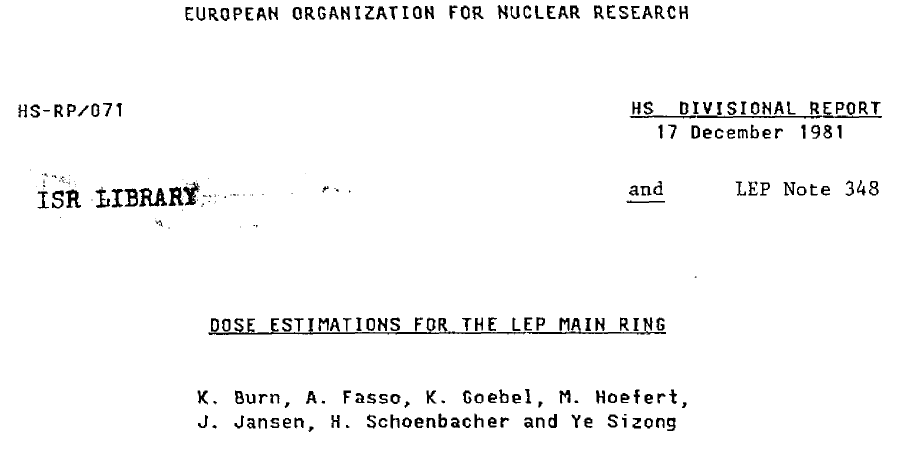 EUROPEAN ORGANIZATION FOR NUCLEAR RESEARCH
HS-RP/071
HS DIVISIONAL REPORT
17 December 1981
ISR LIBRARY
and LEP Note 348
DOSE ESTIMATIONS FOR THE LEP MAIN RING
K. Burn, A. Fasso, K. Goebel, M. Hoefert,
J. Jansen, H. Schoenbacher and Ye Sizong